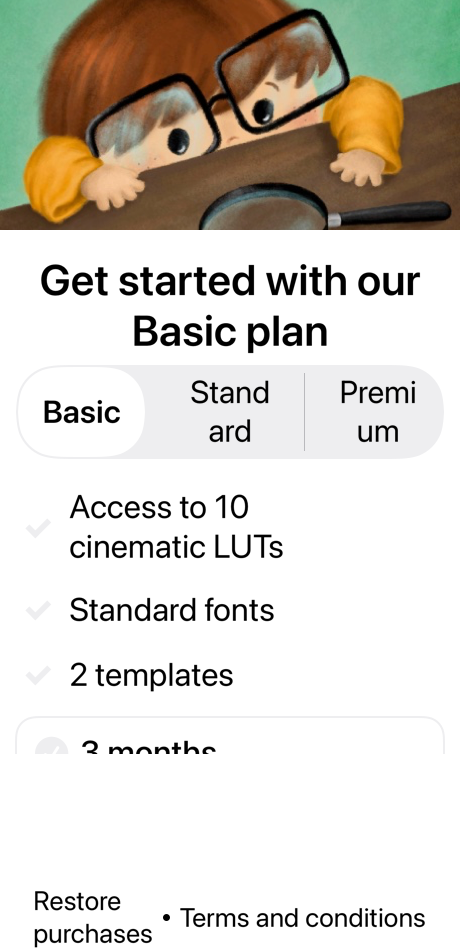 Get started with our
Basic plan
Basic
Stand
ard
Premi
um
Access to 10
cinematic LUTs
Standard fonts
2 templates
3 months
Restore
purchases • Terms and conditions